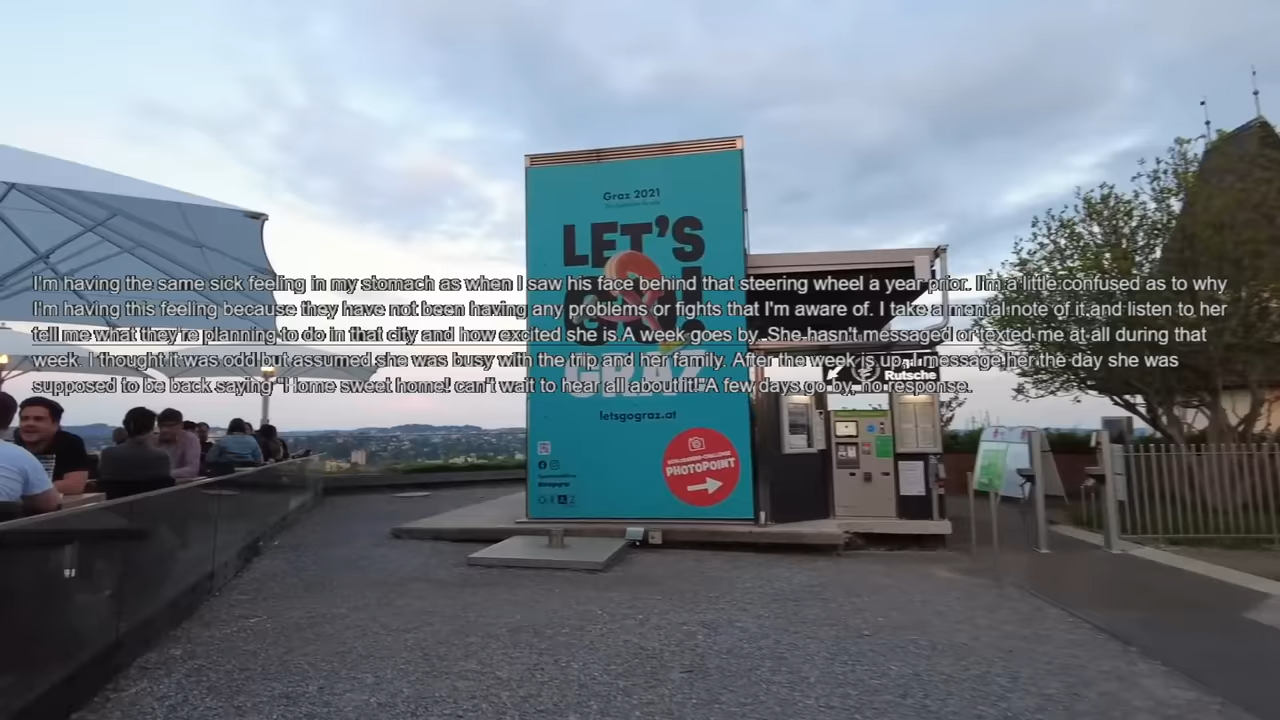 Graz 2021
LET'S
I'm having the same sick feeling in my stomach as when I saw his face behind that steering wheel a year prior. I'm a little confused as to why
I'm having this feeling because they have not been having any problems or fights that I'm aware of. I take a mental note of it and listen to her
tell me what they're planning to do in that city and how excited she is.A week goes by. She hasn't messaged or texted me at all during that
week. I thought it was odd but assumed she was busy with the trip and her family. After the week is up, I message her the day she was
supposed to be back saying "Home sweet home! can't wait to hear all about it!"A few days go by, no response.
GRAZ
Rutsche
letsgograz.at
PHOTOPOINT